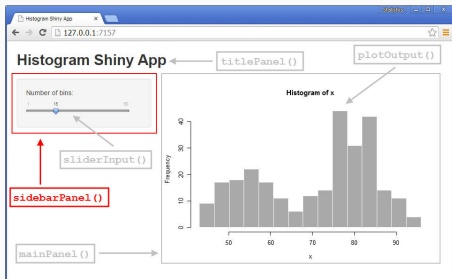 Histogram Shiny App
127.0.0.1:7157
Histogram Shiny App
titlePanel()
plotOutput()
Number of bins:
1 15 50
sliderInput()
sidebarPanel()
mainPanel()
Histogram of x
Frequency
0 10 20 30 40
50 60 70 80 90
x